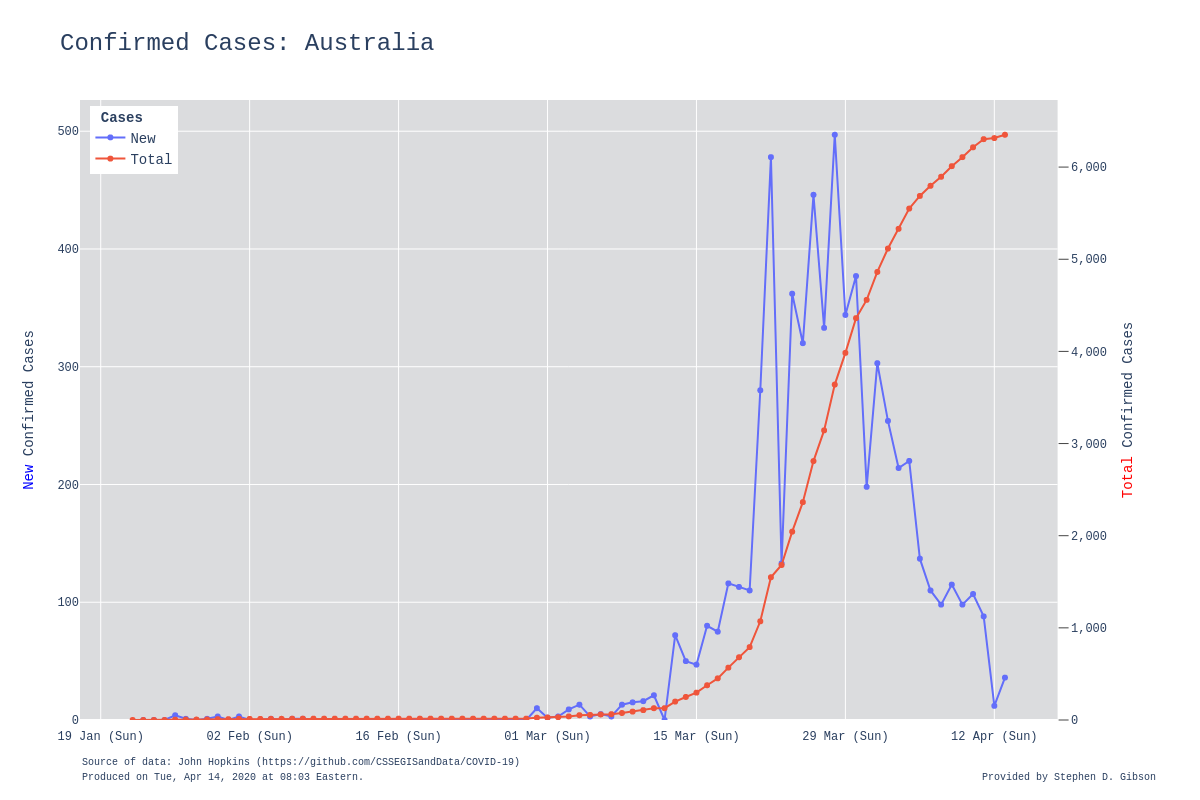 Confirmed Cases: Australia
Cases
New
Total
500
400
300
200
100
0
New Confirmed Cases
6,000
5,000
4,000
3,000
2,000
1,000
0
Total Confirmed Cases
19 Jan (Sun)
02 Feb (Sun)
16 Feb (Sun)
01 Mar (Sun)
15 Mar (Sun)
29 Mar (Sun)
12 Apr (Sun)
Source of data: John Hopkins (https://github.com/CSSEGISandData/COVID-19)
Produced on Tue, Apr 14, 2020 at 08:03 Eastern.
Provided by Stephen D. Gibson